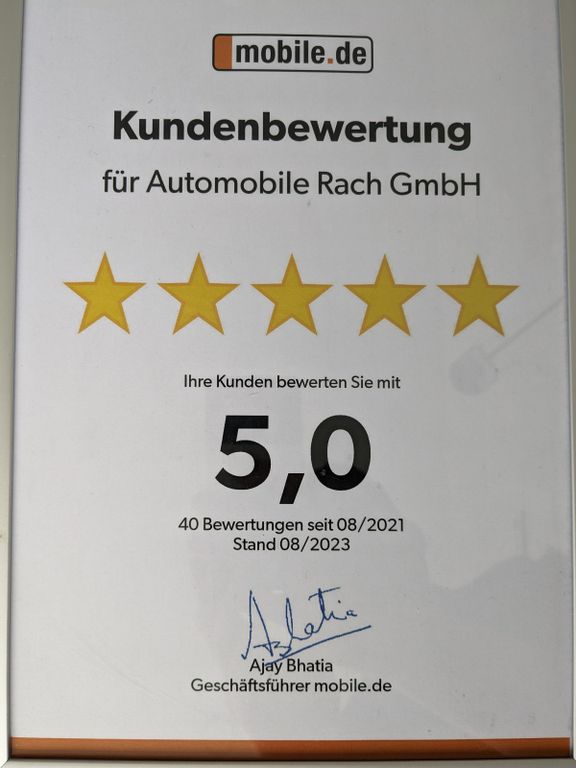 mobile.de
Kundenbewertung
für Automobile Rach GmbH
Ihre Kunden bewerten Sie mit
5,0
40 Bewertungen seit 08/2021
Stand 08/2023
ABhatia
Ajay Bhatia
Geschäftsführer mobile.de